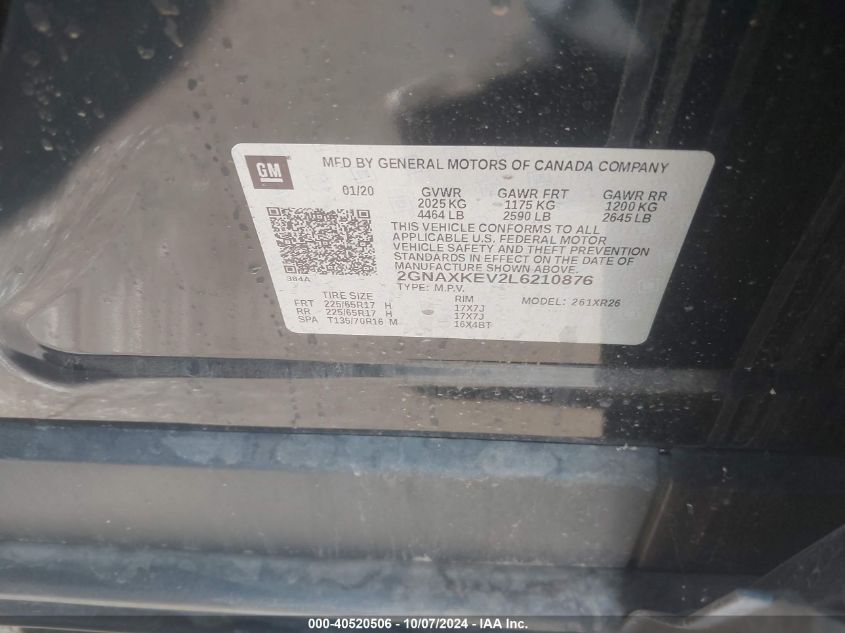 GM
MFD BY GENERAL MOTORS OF CANADA COMPANY
01/20 GVWR GAWR FRT GAWR RR
2025 KG 1175 KG 1200 KG
4464 LB 2590 LB 2645 LB
THIS VEHICLE CONFORMS TO ALL
APPLICABLE U.S. FEDERAL MOTOR
VEHICLE SAFETY AND THEFT PREVENTION
STANDARDS IN EFFECT ON THE DATE OF
MANUFACTURE SHOWN ABOVE.
384A 2GNAXKEV2L6210876
TYPE: M.P.V. MODEL: 261XR26
TIRE SIZE RIM
FRT 225/65R17 H 17X7J
RR 225/65R17 H 17X7J
SPA T135/70R16 M 16X4BT
000-40520506 - 10/07/2024 - IAA Inc.